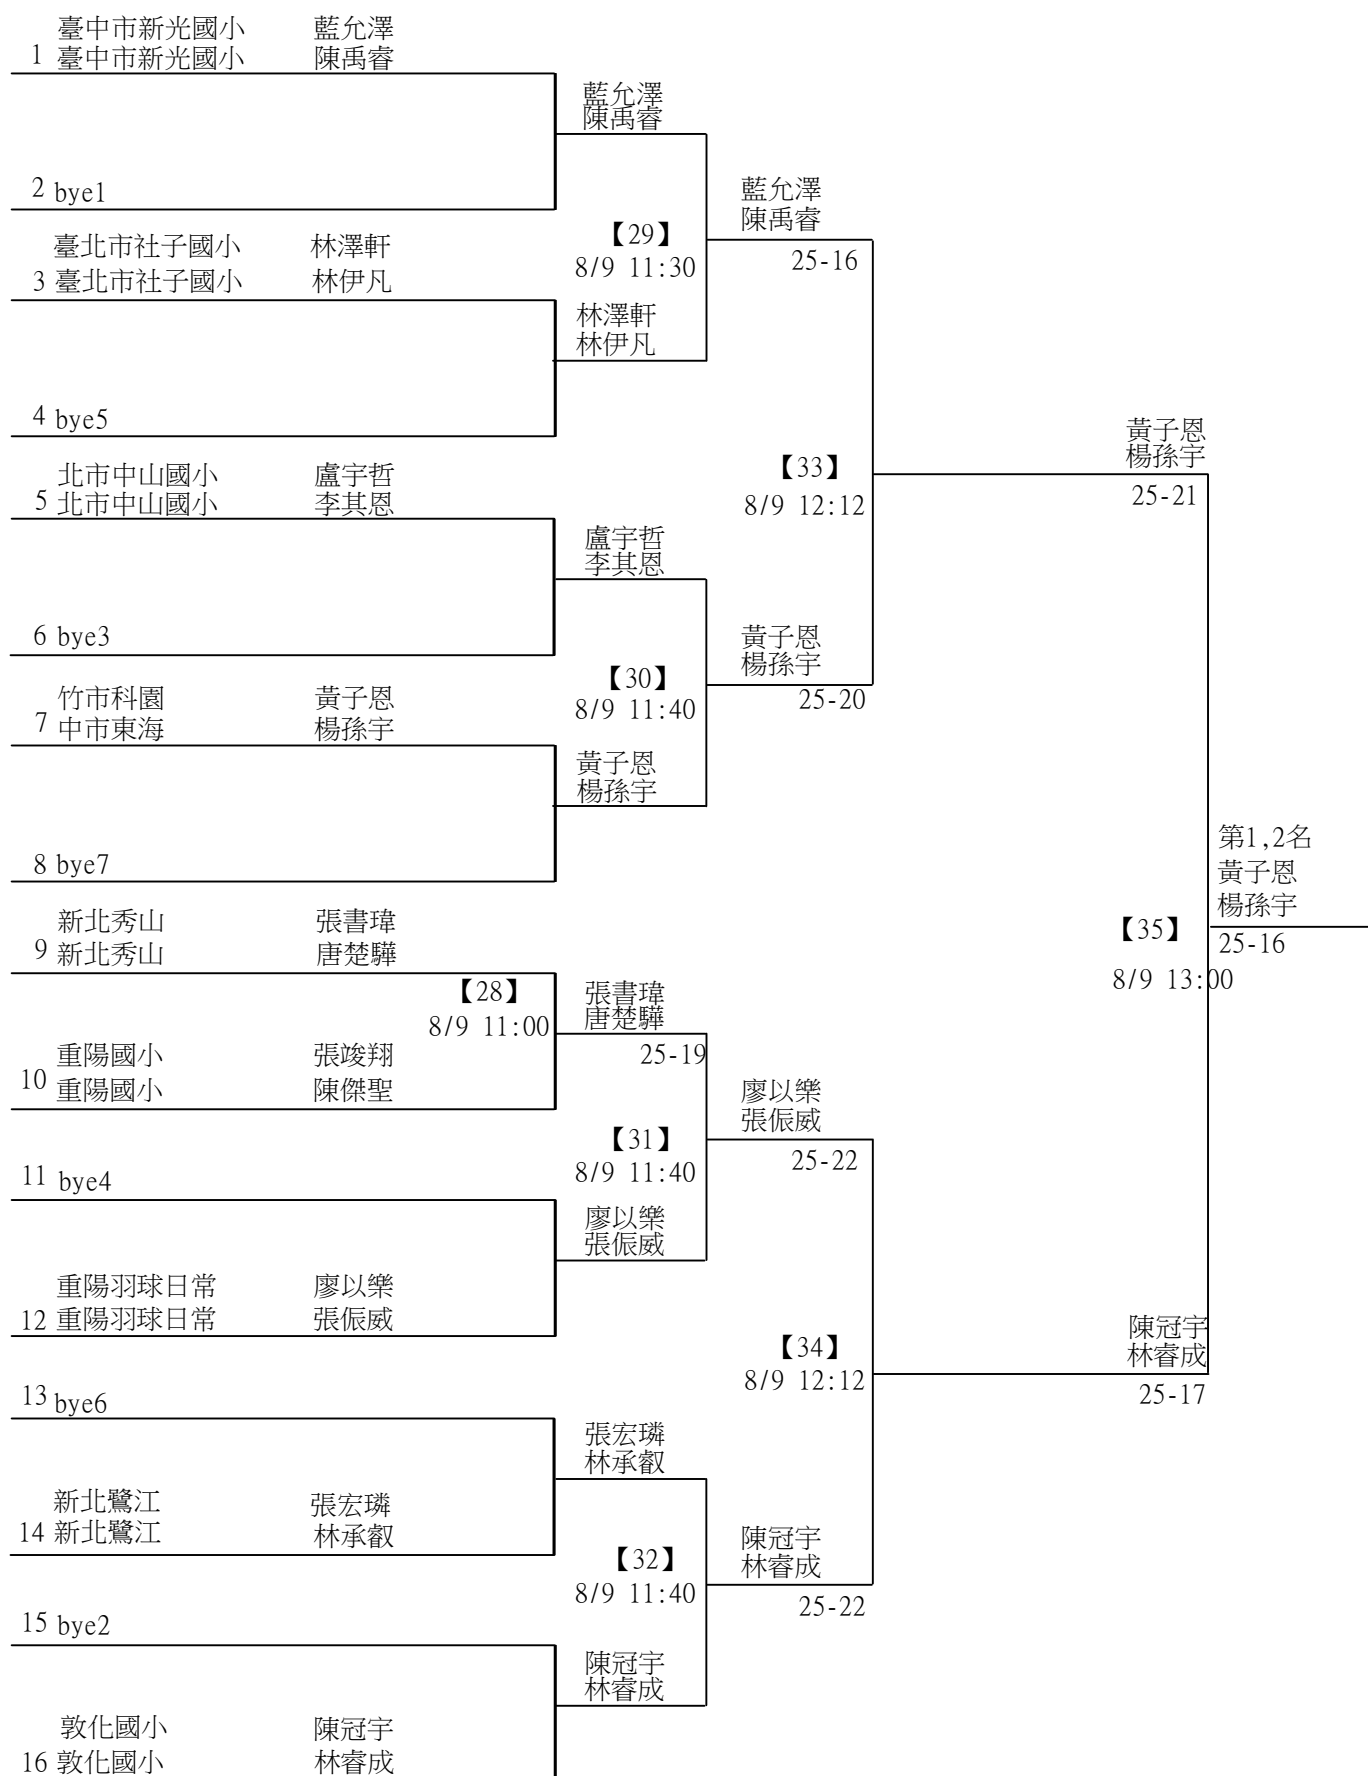 臺中市新光國小 藍允澤
1 臺中市新光國小 陳禹睿
藍允澤
陳禹睿
2 bye1
藍允澤
陳禹睿
【29】
25-16
8/9 11:30
臺北市社子國小 林澤軒
3 臺北市社子國小 林伊凡
林澤軒
林伊凡
4 bye5
黃子恩
楊孫宇
25-21
【33】
8/9 12:12
北市中山國小 盧宇哲
5 北市中山國小 李其恩
盧宇哲
李其恩
6 bye3
黃子恩
楊孫宇
25-20
【30】
8/9 11:40
竹市科園 黃子恩
7 中市東海 楊孫宇
黃子恩
楊孫宇
8 bye7
第1,2名
黃子恩
楊孫宇
25-16
【35】
8/9 13:00
新北秀山 張書瑋
9 新北秀山 唐楚驊
【28】
8/9 11:00
張書瑋
唐楚驊
25-19
重陽國小 張竣翔
10 重陽國小 陳傑聖
廖以樂
張侲威
25-22
【31】
8/9 11:40
11 bye4
廖以樂
張侲威
重陽羽球日常 廖以樂
12 重陽羽球日常 張侲威
【34】
8/9 12:12
陳冠宇
林睿成
25-17
13 bye6
張宏璘
林承叡
新北鷺江 張宏璘
14 新北鷺江 林承叡
【32】
8/9 11:40
陳冠宇
林睿成
25-22
15 bye2
陳冠宇
林睿成
敦化國小 陳冠宇
16 敦化國小 林睿成